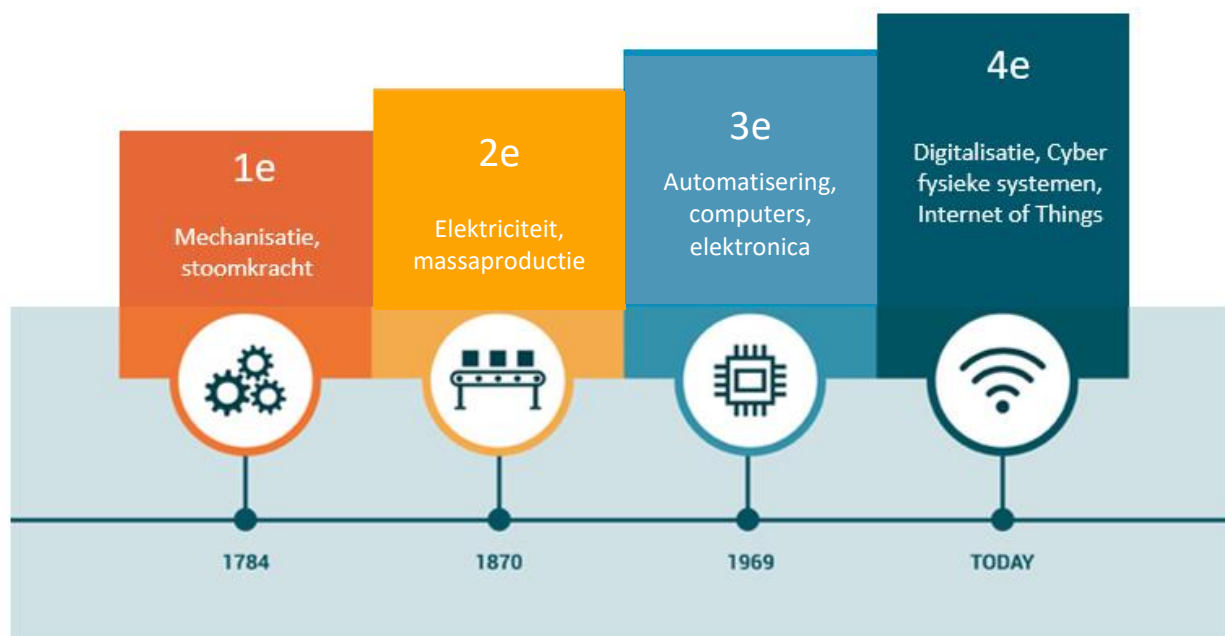 1e
Mechanisatie,
stoomkracht
2e
Elektriciteit,
massaproductie
3e
Automatisering,
computers,
elektronica
4e
Digitalisatie, Cyber
fysieke systemen,
Internet of Things
1784
1870
1969
TODAY